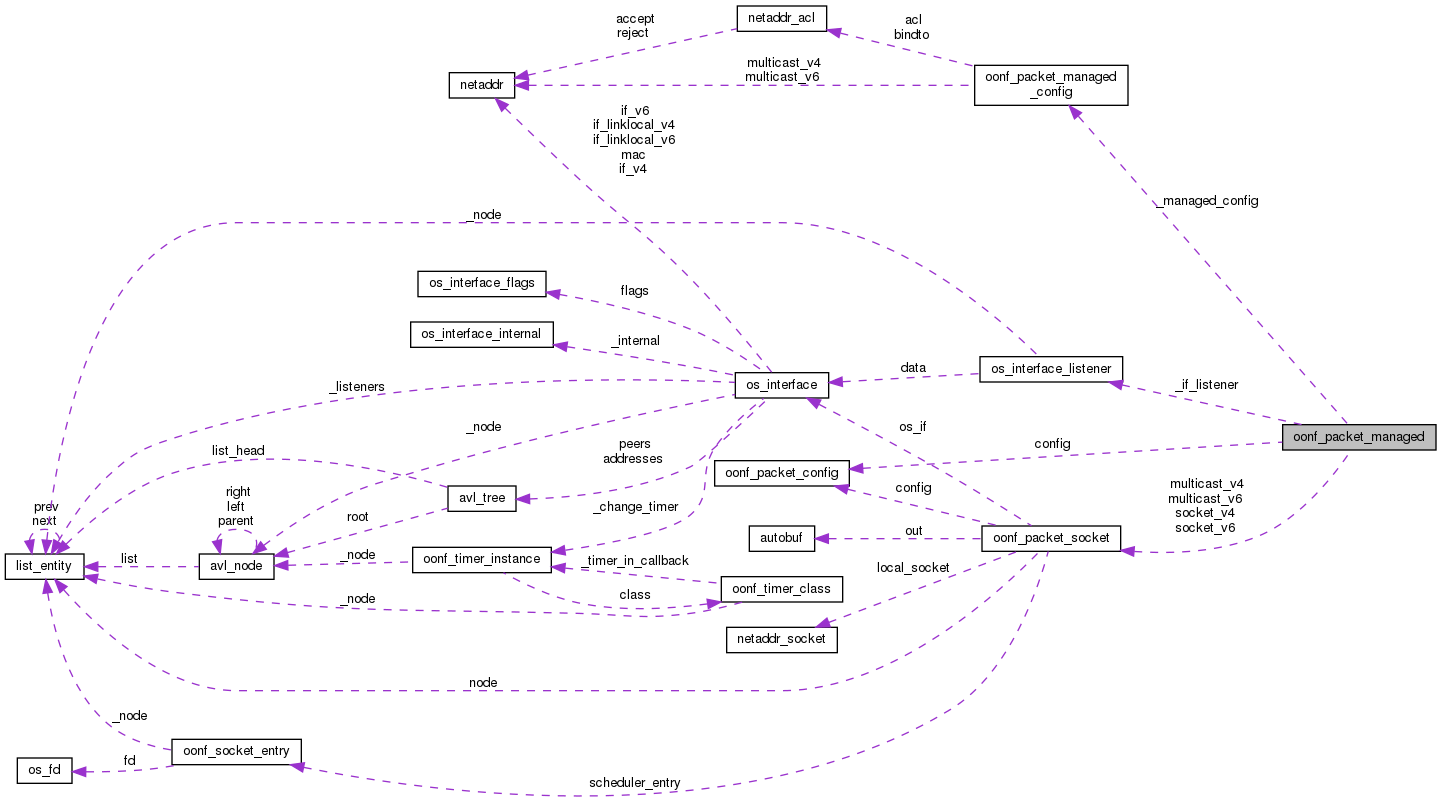 accept
reject
netaddr_acl
acl
bindto
netaddr
multicast_v4
multicast_v6
oonf_packet_managed
_config
if_v6
if_linklocal_v4
if_linklocal_v6
mac
if_v4
_managed_config
_node
os_interface_flags
flags
os_interface_internal
_internal
os_interface
data
os_interface_listener
_if_listener
_listeners
_node
os_if
oonf_packet_managed
list_head
peers
addresses
config
oonf_packet_config
config
avl_tree
right
left
parent
root
_change_timer
multicast_v4
multicast_v6
socket_v4
socket_v6
prev
next
autobuf
out
oonf_packet_socket
list_entity
list
avl_node
_node
oonf_timer_instance
_timer_in_callback
local_socket
oonf_timer_class
class
_node
netaddr_socket
node
_node
oonf_socket_entry
os_fd
fd
scheduler_entry